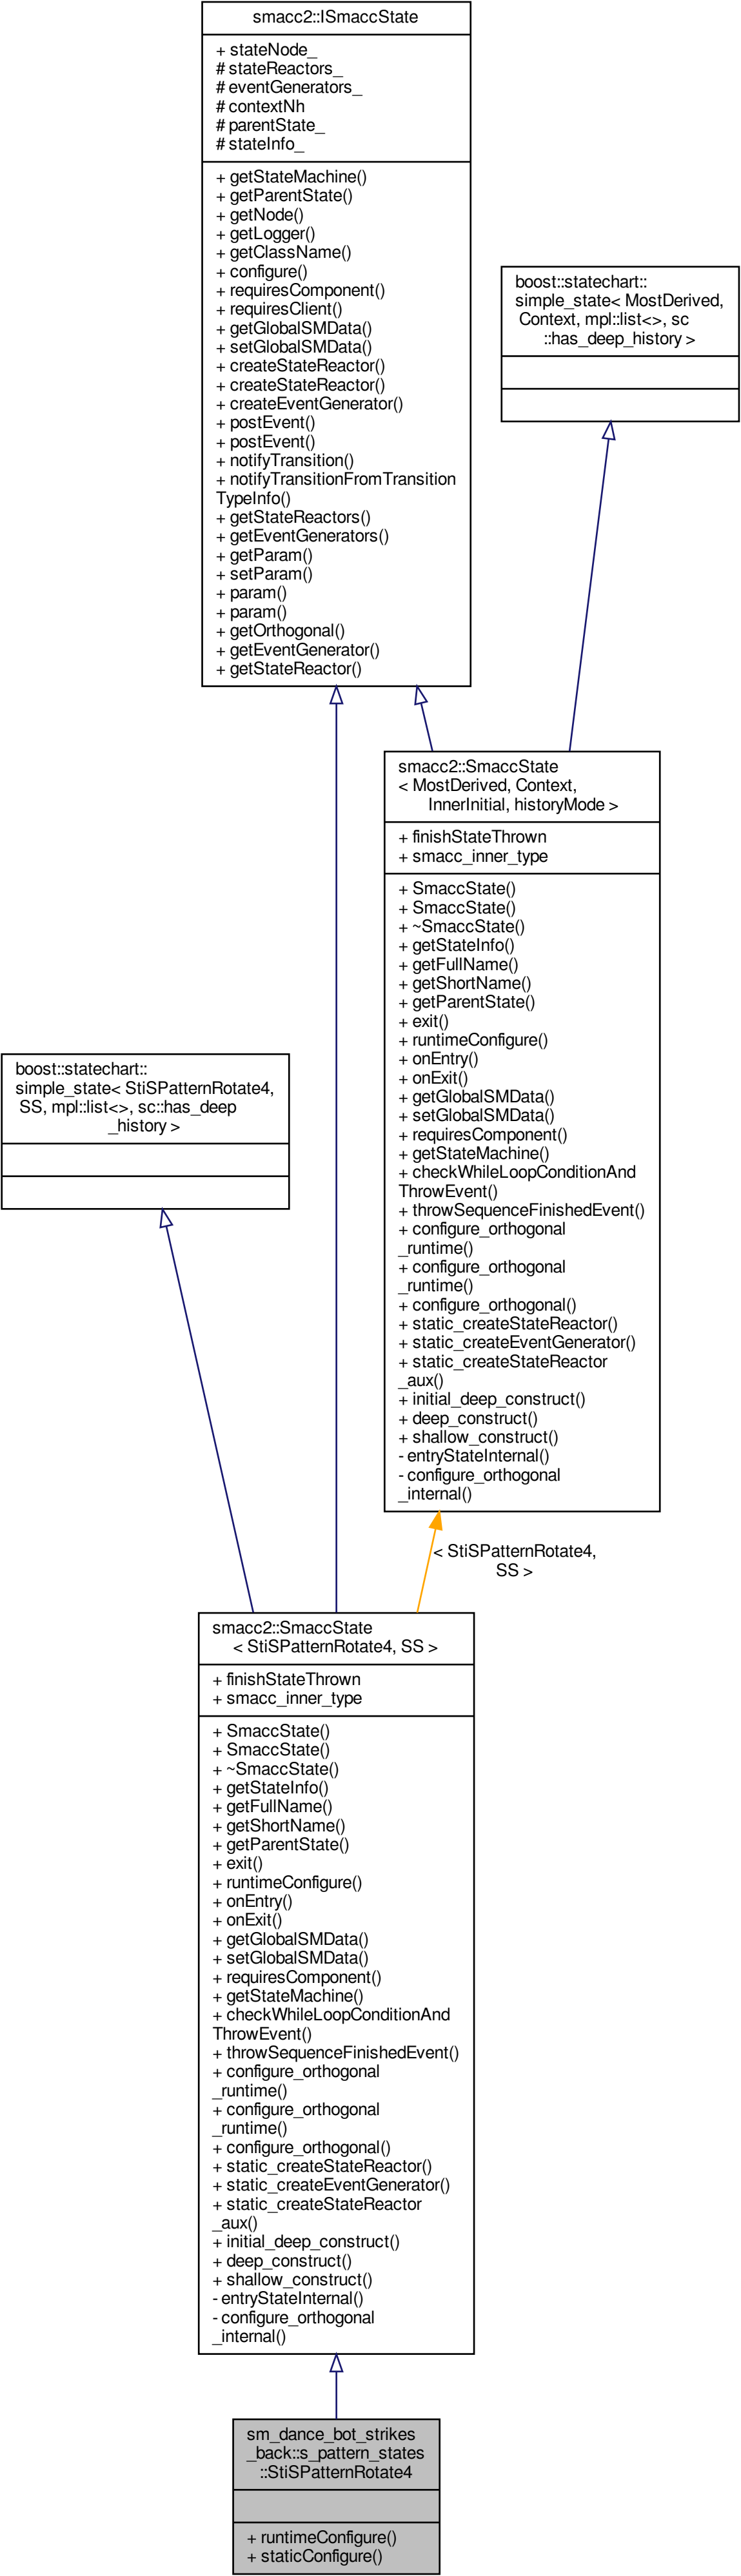 smacc2::ISmaccState
+ stateNode_
# stateReactors_
# eventGenerators_
# contextNh
# parentState_
# stateInfo_
+ getStateMachine()
+ getParentState()
+ getNode()
+ getLogger()
+ getClassName()
+ configure()
+ requiresComponent()
+ requiresClient()
+ getGlobalSMData()
+ setGlobalSMData()
+ createStateReactor()
+ createStateReactor()
+ createEventGenerator()
+ postEvent()
+ postEvent()
+ notifyTransition()
+ notifyTransitionFromTransition
TypeInfo()
+ getStateReactors()
+ getEventGenerators()
+ getParam()
+ setParam()
+ param()
+ param()
+ getOrthogonal()
+ getEventGenerator()
+ getStateReactor()
boost::statechart::
simple_state< MostDerived,
Context, mpl::list<>, sc
::has_deep_history >
smacc2::SmaccState
< MostDerived, Context,
InnerInitial, historyMode >
+ finishStateThrown
+ smacc_inner_type
+ SmaccState()
+ SmaccState()
+ ~SmaccState()
+ getStateInfo()
+ getFullName()
+ getShortName()
+ getParentState()
+ exit()
+ runtimeConfigure()
+ onEntry()
+ onExit()
+ getGlobalSMData()
+ setGlobalSMData()
+ requiresComponent()
+ getStateMachine()
+ checkWhileLoopConditionAnd
ThrowEvent()
+ throwSequenceFinishedEvent()
+ configure_orthogonal
_runtime()
+ configure_orthogonal
_runtime()
+ configure_orthogonal()
+ static_createStateReactor()
+ static_createEventGenerator()
+ static_createStateReactor
_aux()
+ initial_deep_construct()
+ deep_construct()
+ shallow_construct()
- entryStateInternal()
- configure_orthogonal
_internal()
boost::statechart::
simple_state< StiSPatternRotate4,
SS, mpl::list<>, sc::has_deep
_history >
< StiSPatternRotate4,
SS >
smacc2::SmaccState
< StiSPatternRotate4, SS >
+ finishStateThrown
+ smacc_inner_type
+ SmaccState()
+ SmaccState()
+ ~SmaccState()
+ getStateInfo()
+ getFullName()
+ getShortName()
+ getParentState()
+ exit()
+ runtimeConfigure()
+ onEntry()
+ onExit()
+ getGlobalSMData()
+ setGlobalSMData()
+ requiresComponent()
+ getStateMachine()
+ checkWhileLoopConditionAnd
ThrowEvent()
+ throwSequenceFinishedEvent()
+ configure_orthogonal
_runtime()
+ configure_orthogonal
_runtime()
+ configure_orthogonal()
+ static_createStateReactor()
+ static_createEventGenerator()
+ static_createStateReactor
_aux()
+ initial_deep_construct()
+ deep_construct()
+ shallow_construct()
- entryStateInternal()
- configure_orthogonal
_internal()
sm_dance_bot_strikes
_back::s_pattern_states
::StiSPatternRotate4
+ runtimeConfigure()
+ staticConfigure()